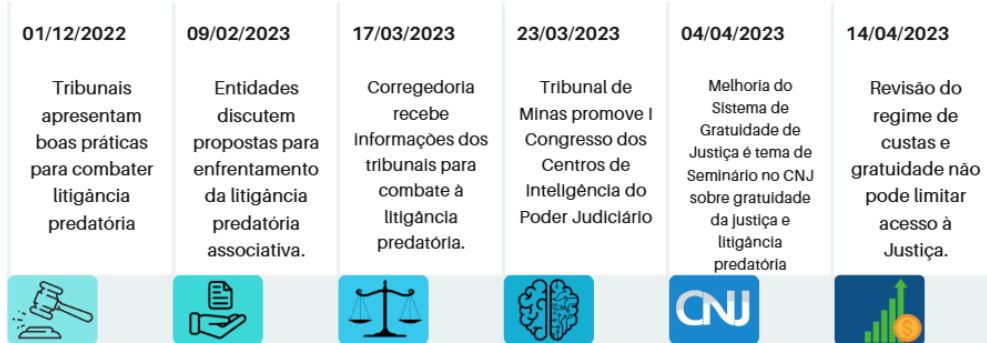 01/12/2022
Tribunais
apresentam
boas práticas
para combater
litigância
predatória
09/02/2023
Entidades
discutem
propostas para
enfrentamento
da litigância
predatória
associativa.
17/03/2023
Corregedoria
recebe
informações dos
tribunais para
combate à
litigância
predatória.
23/03/2023
Tribunal de
Minas promove I
Congresso dos
Centros de
Inteligência do
Poder Judiciário
04/04/2023
Melhoria do
Sistema de
Gratuidade de
Justiça é tema de
Seminário no CNJ
sobre gratuidade
da justiça e
litigância
predatória
CNJ
14/04/2023
Revisão do
regime de
custas e
gratuidade não
pode limitar
acesso à
Justiça.